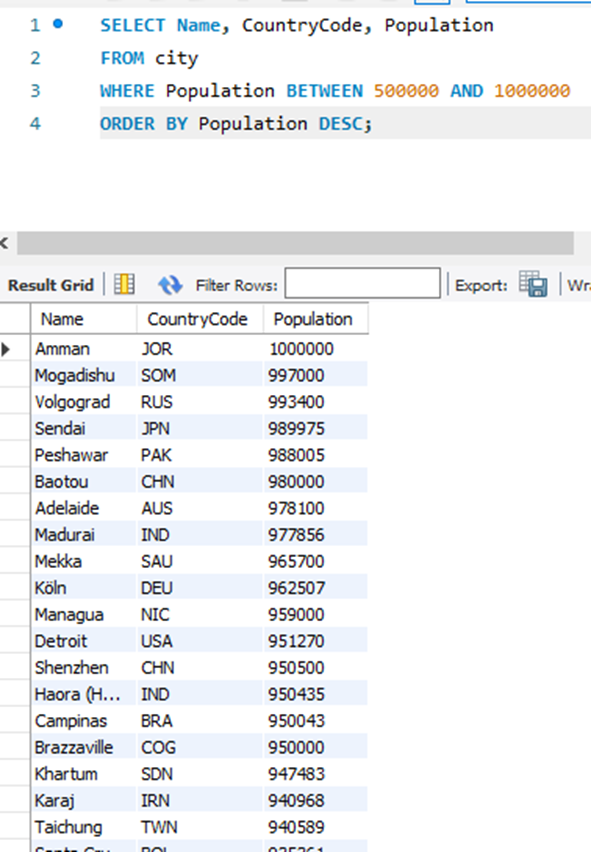 1 SELECT Name, CountryCode, Population
2 FROM city
3 WHERE Population BETWEEN 500000 AND 1000000
4 ORDER BY Population DESC;
Result Grid Filter Rows: Export:
Name CountryCode Population
Amman JOR 1000000
Mogadishu SOM 997000
Volgograd RUS 993400
Sendai JPN 989975
Peshawar PAK 988005
Baotou CHN 980000
Adelaide AUS 978100
Madurai IND 977856
Mekka SAU 965700
Köln DEU 962507
Managua NIC 959000
Detroit USA 951270
Shenzhen CHN 950500
Haora (H... IND 950435
Campinas BRA 950043
Brazzaville COG 950000
Khartum SDN 947483
Karaj IRN 940968
Taichung TWN 940589